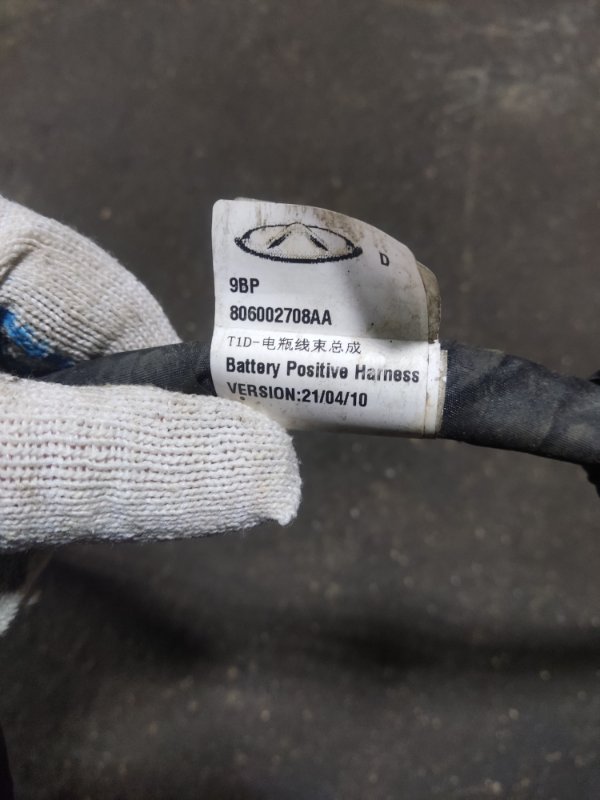 D
9BP
806002708AA
T1D-电瓶线束总成
Battery Positive Harness
VERSION:21/04/10